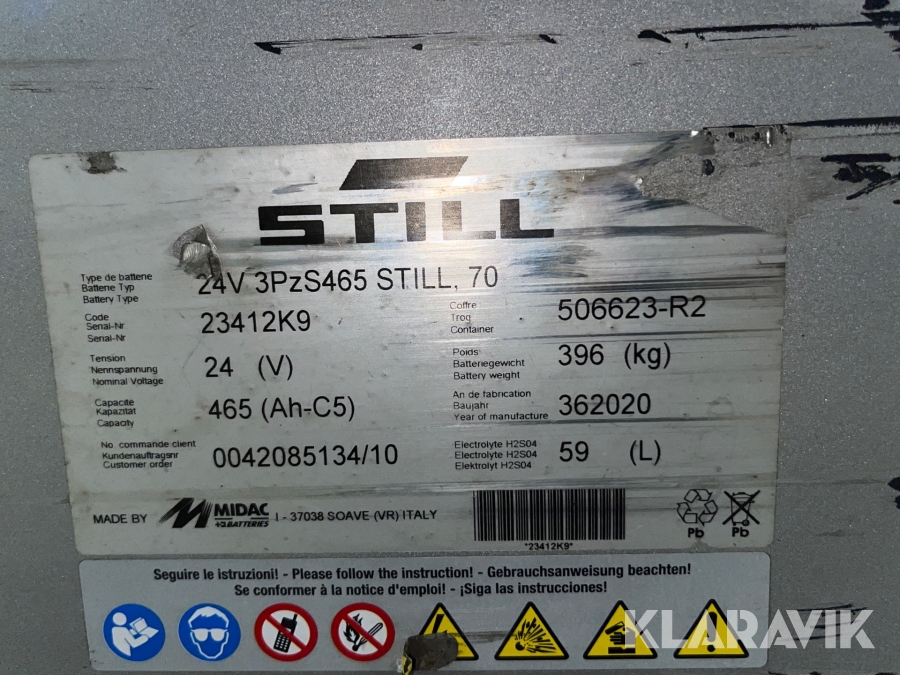 STILL
Type de batterie
Batterie Typ
Battery Type
24V 3PzS465 STILL, 70
Code
Serial-Nr
Serial-Nr
23412K9
Coffre
Trog
Container
506623-R2
Tension
Nennspannung
Nominal Voltage
24 (V)
Poids
Batteriegewicht
Battery weight
396 (kg)
Capacite
Kapazität
Capacity
465 (Ah-C5)
An de fabrication
Baujahr
Year of manufacture
362020
No. commande client
Kundenauftragsnr
Customer order
0042085134/10
Electrolyte H2S04
Electrolyte H2S04
Elektrolyt H2S04
59 (L)
MADE BY MIDAC BATTERIES I - 37038 SOAVE (VR) ITALY
*23412K9*
Pb Pb
Seguire le istruzioni! - Please follow the instruction! - Gebrauchsanweisung beachten!
Se conformer à la notice d'emploi! - ¡Siga las instrucciones!
KLARAVIK